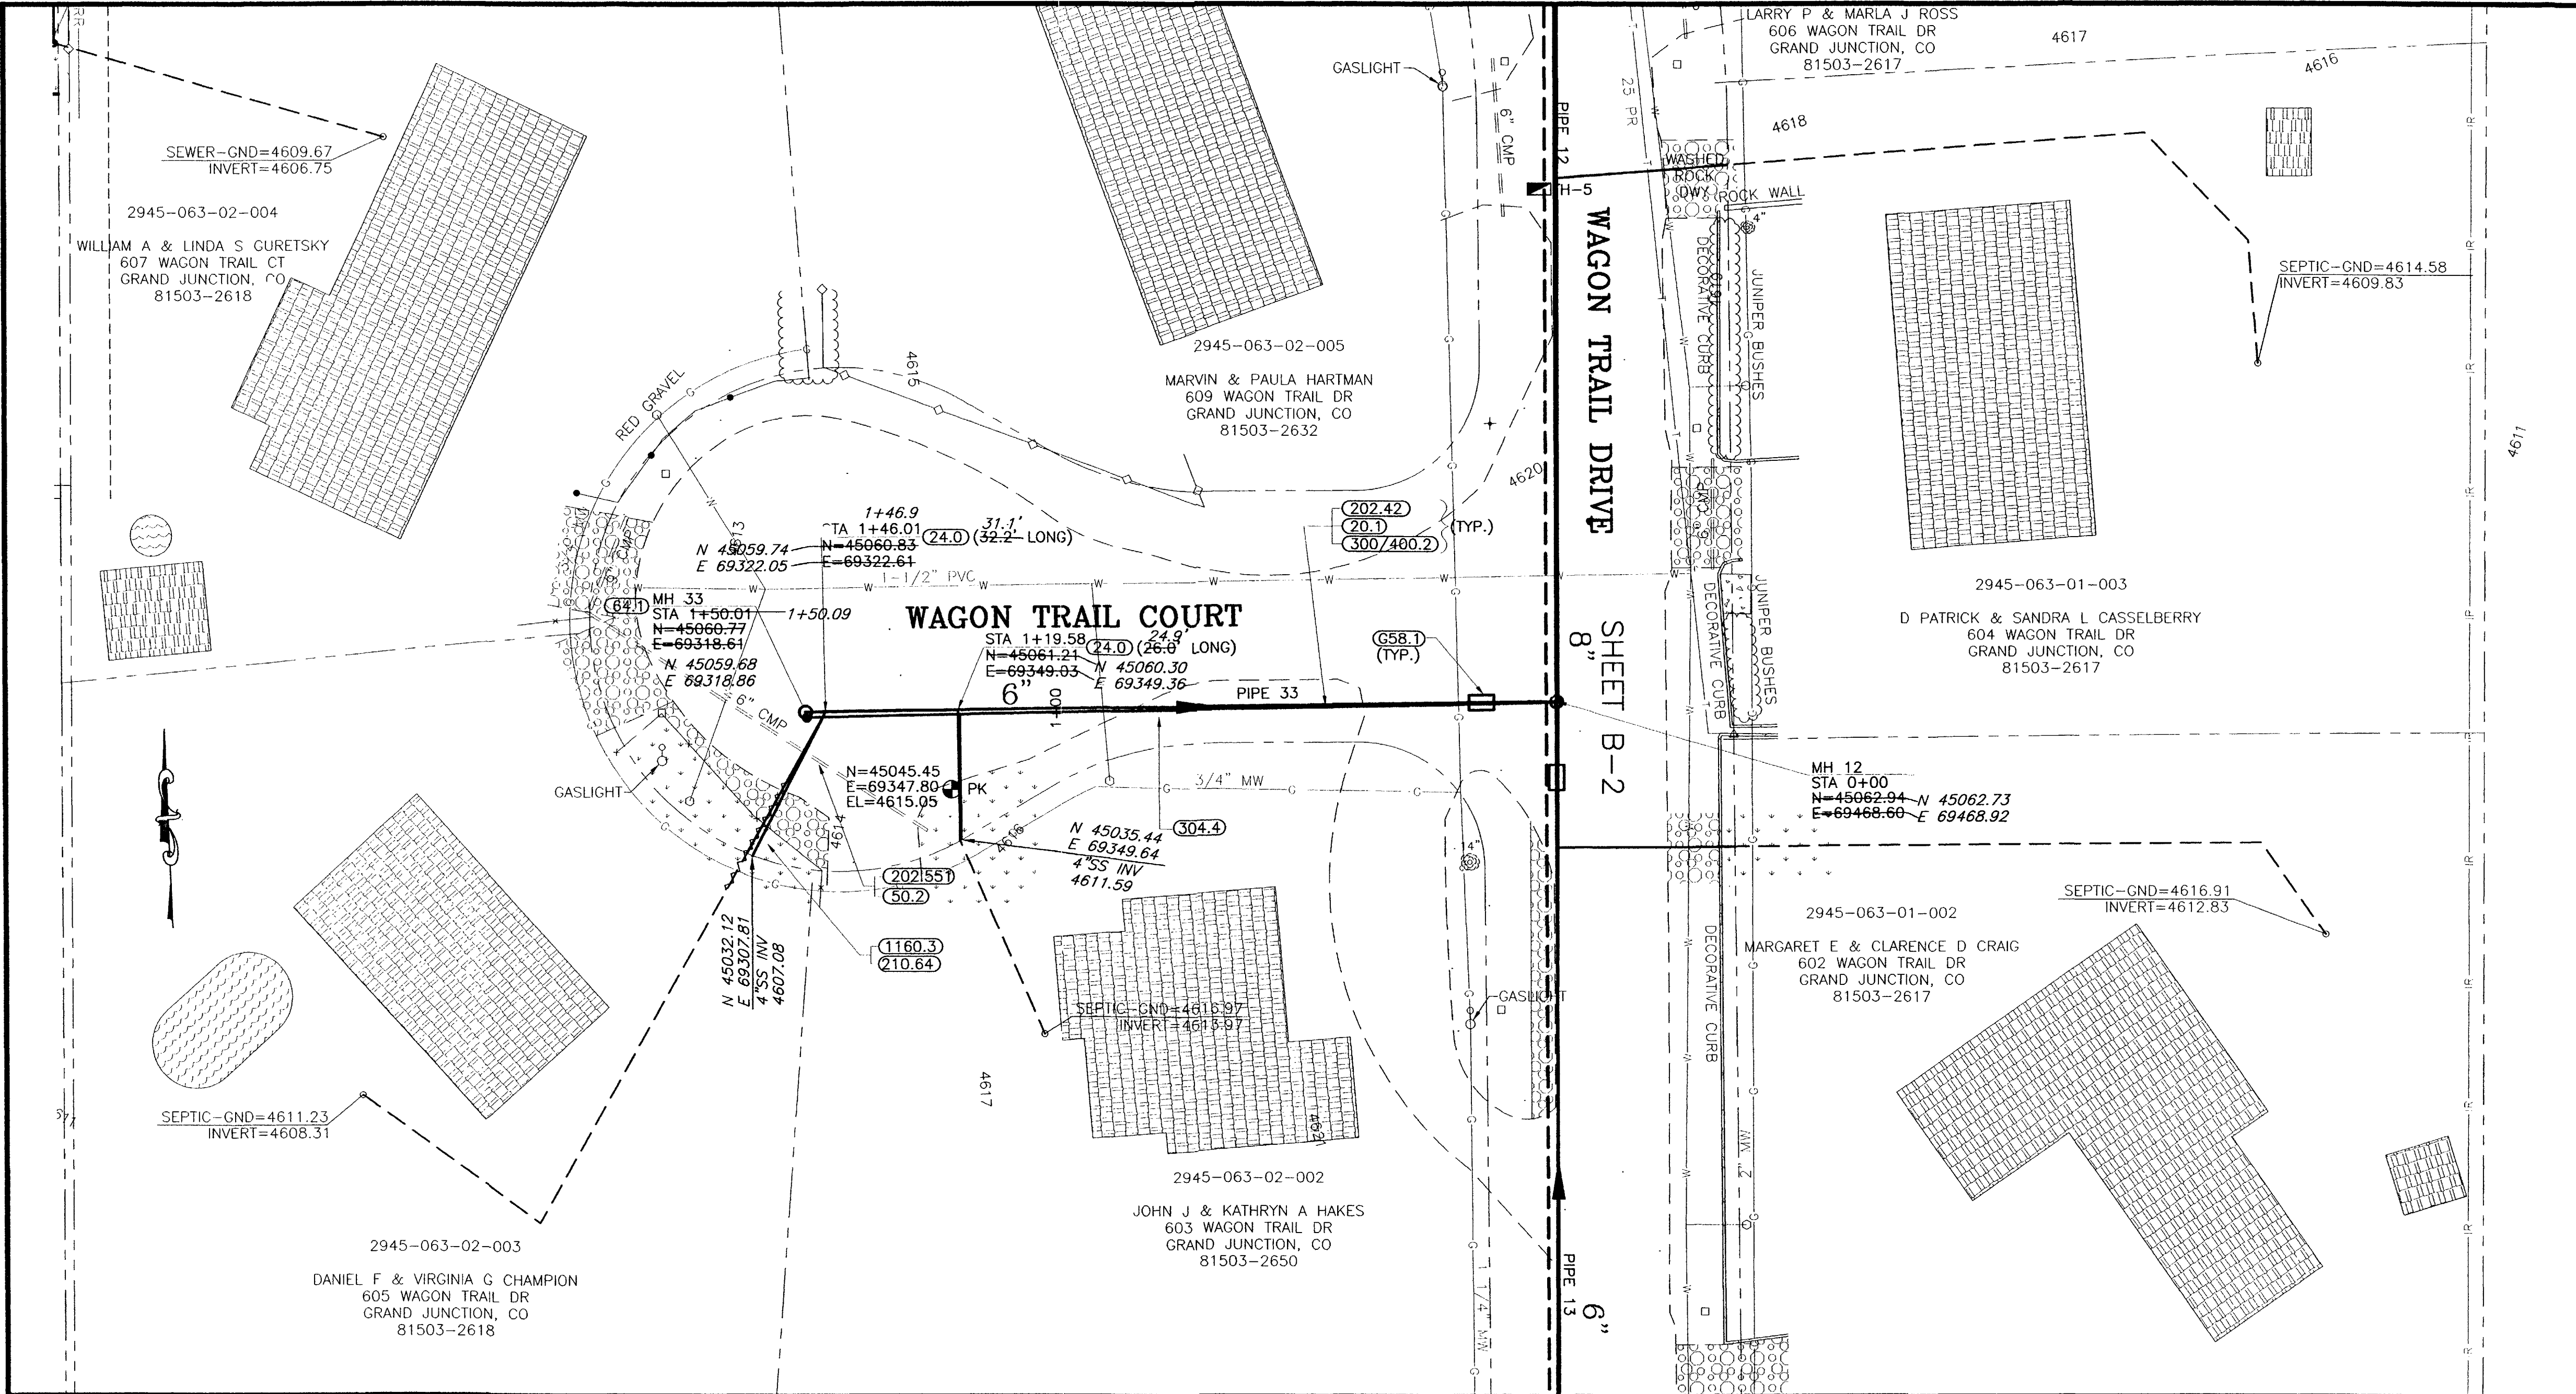 LARRY P & MARLA J ROSS
606 WAGON TRAIL DR
GRAND JUNCTION, CO
81503-2617
4617
4616
4618
GASLIGHT
6" CMP
PIPE 12
25 PR
TH-5
WASHED
ROCK
DWY
ROCK WALL
4"
SEWER-GND=4609.67
INVERT=4606.75
2945-063-02-004
WILLIAM A & LINDA S GURETSKY
607 WAGON TRAIL CT
GRAND JUNCTION, CO
81503-2618
WAGON TRAIL DRIVE
DECORATIVE CURB
JUNIPER BUSHES
SEPTIC-GND=4614.58
INVERT=4609.83
2945-063-02-005
MARVIN & PAULA HARTMAN
609 WAGON TRAIL DR
GRAND JUNCTION, CO
81503-2632
4615
RED GRAVEL
4611
4620
202.42
20.1
300/400.2
(TYP.)
1+46.9
STA 1+46.01
24.0
31.1'
(32.2' LONG)
N 45059.74
E 69322.05
N=45060.83
E=69322.61
4613
1-1/2" PVC
CMP
64.1
MH 33
STA 1+50.01
1+50.09
N=45060.77
E=69318.61
N 45059.68
E 69318.86
WAGON TRAIL COURT
STA 1+19.58
24.0
24.9'
(26.0' LONG)
N=45061.21
E=69349.03
N 45060.30
E 69349.36
6"
1+00
PIPE 33
G58.1
(TYP.)
SHEET B-2
8"
DECORATIVE CURB
JUNIPER BUSHES
2945-063-01-003
D PATRICK & SANDRA L CASSELBERRY
604 WAGON TRAIL DR
GRAND JUNCTION, CO
81503-2617
6" CMP
GASLIGHT
N=45045.45
E=69347.80
EL=4615.05
PK
3/4" MW
304.4
4614
4616
N 45035.44
E 69349.64
4"SS INV
4611.59
4"
MH 12
STA 0+00
N=45062.94
E=69468.60
N 45062.73
E 69468.92
202.551
50.2
1160.3
210.64
N 45032.12
E 69307.81
4"SS INV
4607.08
SEPTIC-GND=4616.91
INVERT=4612.83
2945-063-01-002
MARGARET E & CLARENCE D CRAIG
602 WAGON TRAIL DR
GRAND JUNCTION, CO
81503-2617
DECORATIVE CURB
SEPTIC-GND=4616.97
INVERT=4613.97
GASLIGHT
4617
4621
SEPTIC-GND=4611.23
INVERT=4608.31
2" MW
2945-063-02-002
JOHN J & KATHRYN A HAKES
603 WAGON TRAIL DR
GRAND JUNCTION, CO
81503-2650
2945-063-02-003
DANIEL F & VIRGINIA G CHAMPION
605 WAGON TRAIL DR
GRAND JUNCTION, CO
81503-2618
1 1/4" MW
PIPE 13
6"